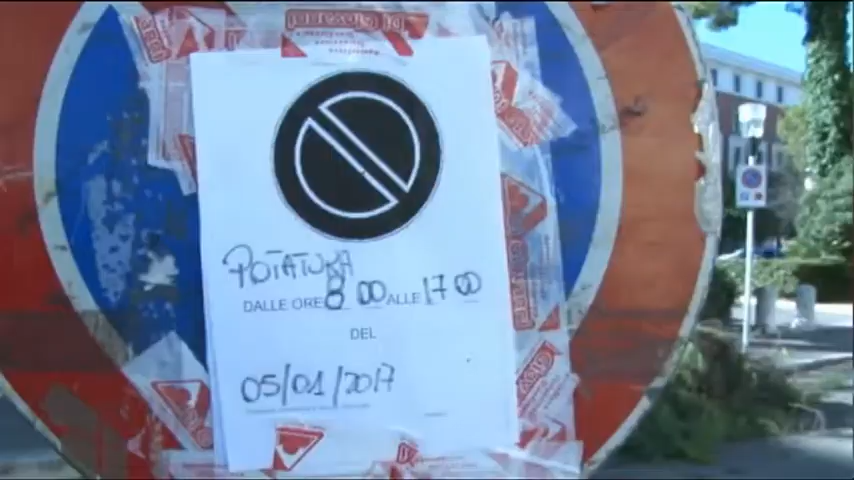 POTATURA
DALLE ORE 8 00 ALLE 17 00
DEL
05/01/2017